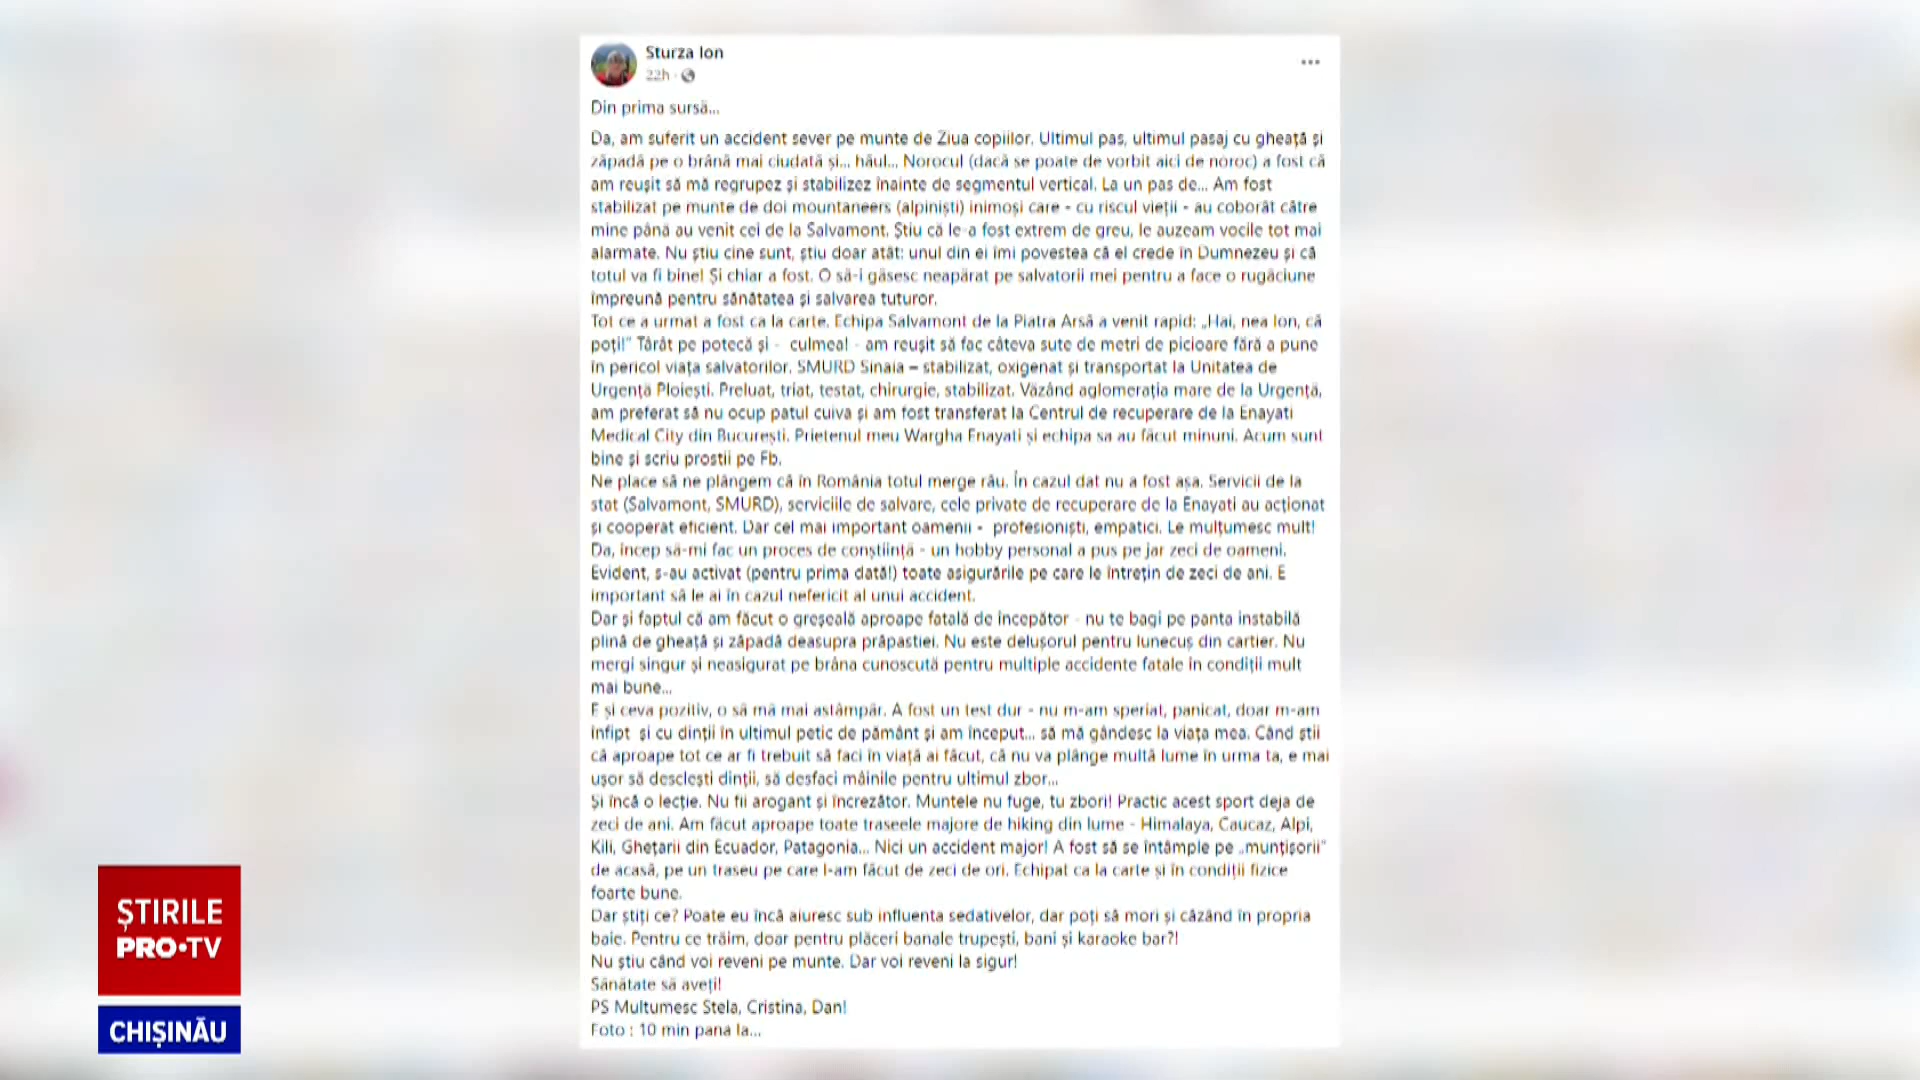 Sturza Ion
22h
Din prima sursă...
Da, am suferit un accident sever pe munte de Ziua copiilor. Ultimul pas, ultimul pasaj cu gheață și
zăpadă pe o brână mai ciudată și... hăul... Norocul (dacă se poate de vorbit aici de noroc) a fost că
am reușit să mă regrupez și stabilizez înainte de segmentul vertical. La un pas de... Am fost
stabilizat pe munte de doi mountaneers (alpiniști) inimoși care - cu riscul vieții - au coborât către
mine până au venit cei de la Salvamont. Știu că le-a fost extrem de greu, le auzeam vocile tot mai
alarmate. Nu știu cine sunt, știu doar atât: unul din ei îmi povestea că el crede în Dumnezeu și că
totul va fi bine! Și chiar a fost. O să-i găsesc neapărat pe salvatorii mei pentru a face o rugăciune
împreună pentru sănătatea și salvarea tuturor.
Tot ce a urmat a fost ca la carte. Echipa Salvamont de la Piatra Arsă a venit rapid: „Hai, nea Ion, că
poți!” Târât pe potecă și - culmea! - am reușit să fac câteva sute de metri de picioare fără a pune
în pericol viața salvatorilor. SMURD Sinaia – stabilizat, oxigenat și transportat la Unitatea de
Urgență Ploiești. Preluat, triat, testat, chirurgie, stabilizat. Văzând aglomerația mare de la Urgență,
am preferat să nu ocup patul cuiva și am fost transferat la Centrul de recuperare de la Enayati
Medical City din București. Prietenul meu Wargha Enayati și echipa sa au făcut minuni. Acum sunt
bine și scriu prostii pe Fb.
Ne place să ne plângem că în România totul merge rău. În cazul dat nu a fost așa. Servicii de la
stat (Salvamont, SMURD), serviciile de salvare, cele private de recuperare de la Enayati au acționat
și cooperat eficient. Dar cel mai important oamenii - profesioniști, empatici. Le mulțumesc mult!
Da, încep să-mi fac un proces de conștiință - un hobby personal a pus pe jar zeci de oameni.
Evident, s-au activat (pentru prima dată!) toate asigurările pe care le întrețin de zeci de ani. E
important să le ai în cazul nefericit al unui accident.
Dar și faptul că am făcut o greșeală aproape fatală de începător - nu te bagi pe panta instabilă
plină de gheață și zăpadă deasupra prăpastiei. Nu este delușorul pentru lunecuș din cartier. Nu
mergi singur și neasigurat pe brâna cunoscută pentru multiple accidente fatale în condiții mult
mai bune...
E și ceva pozitiv, o să mă mai astâmpăr. A fost un test dur - nu m-am speriat, panicat, doar m-am
înfipt și cu dinții în ultimul petic de pământ și am început... să mă gândesc la viața mea. Când știi
că aproape tot ce ar fi trebuit să faci în viață ai făcut, că nu va plânge multă lume în urma ta, e mai
ușor să desclești dinții, să desfaci mâinile pentru ultimul zbor...
Și încă o lecție. Nu fii arogant și încrezător. Muntele nu fuge, tu zbori! Practic acest sport deja de
zeci de ani. Am făcut aproape toate traseele majore de hiking din lume - Himalaya, Caucaz, Alpi,
Kili, Ghețarii din Ecuador, Patagonia... Nici un accident major! A fost să se întâmple pe „munțișorii”
de acasă, pe un traseu pe care l-am făcut de zeci de ori. Echipat ca la carte și în condiții fizice
foarte bune.
Dar știți ce? Poate eu încă aiuresc sub influenta sedativelor, dar poți să mori și căzând în propria
baie. Pentru ce trăim, doar pentru plăceri banale trupești, bani și karaoke bar?!
Nu știu când voi reveni pe munte. Dar voi reveni la sigur!
Sănătate să aveți!
PS Multumesc Stela, Cristina, Dan!
Foto : 10 min pana la...
ȘTIRILE
PRO•TV
CHIȘINĂU